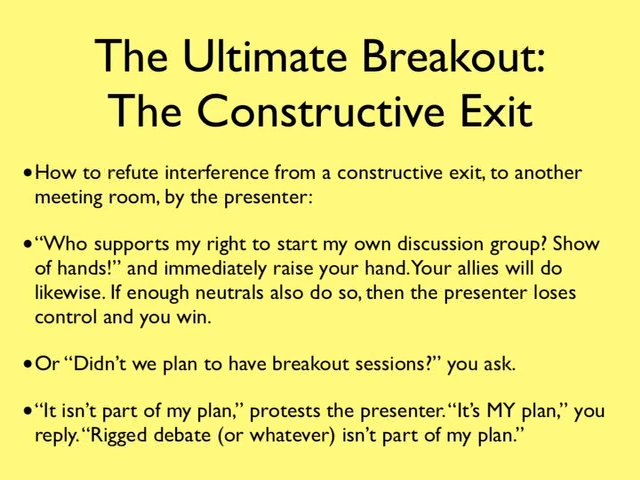 The Ultimate Breakout:
The Constructive Exit
•How to refute interference from a constructive exit, to another
meeting room, by the presenter:
•“Who supports my right to start my own discussion group? Show
of hands!” and immediately raise your hand. Your allies will do
likewise. If enough neutrals also do so, then the presenter loses
control and you win.
•Or “Didn’t we plan to have breakout sessions?” you ask.
•“It isn’t part of my plan,” protests the presenter. “It’s MY plan,” you
reply. “Rigged debate (or whatever) isn’t part of my plan.”